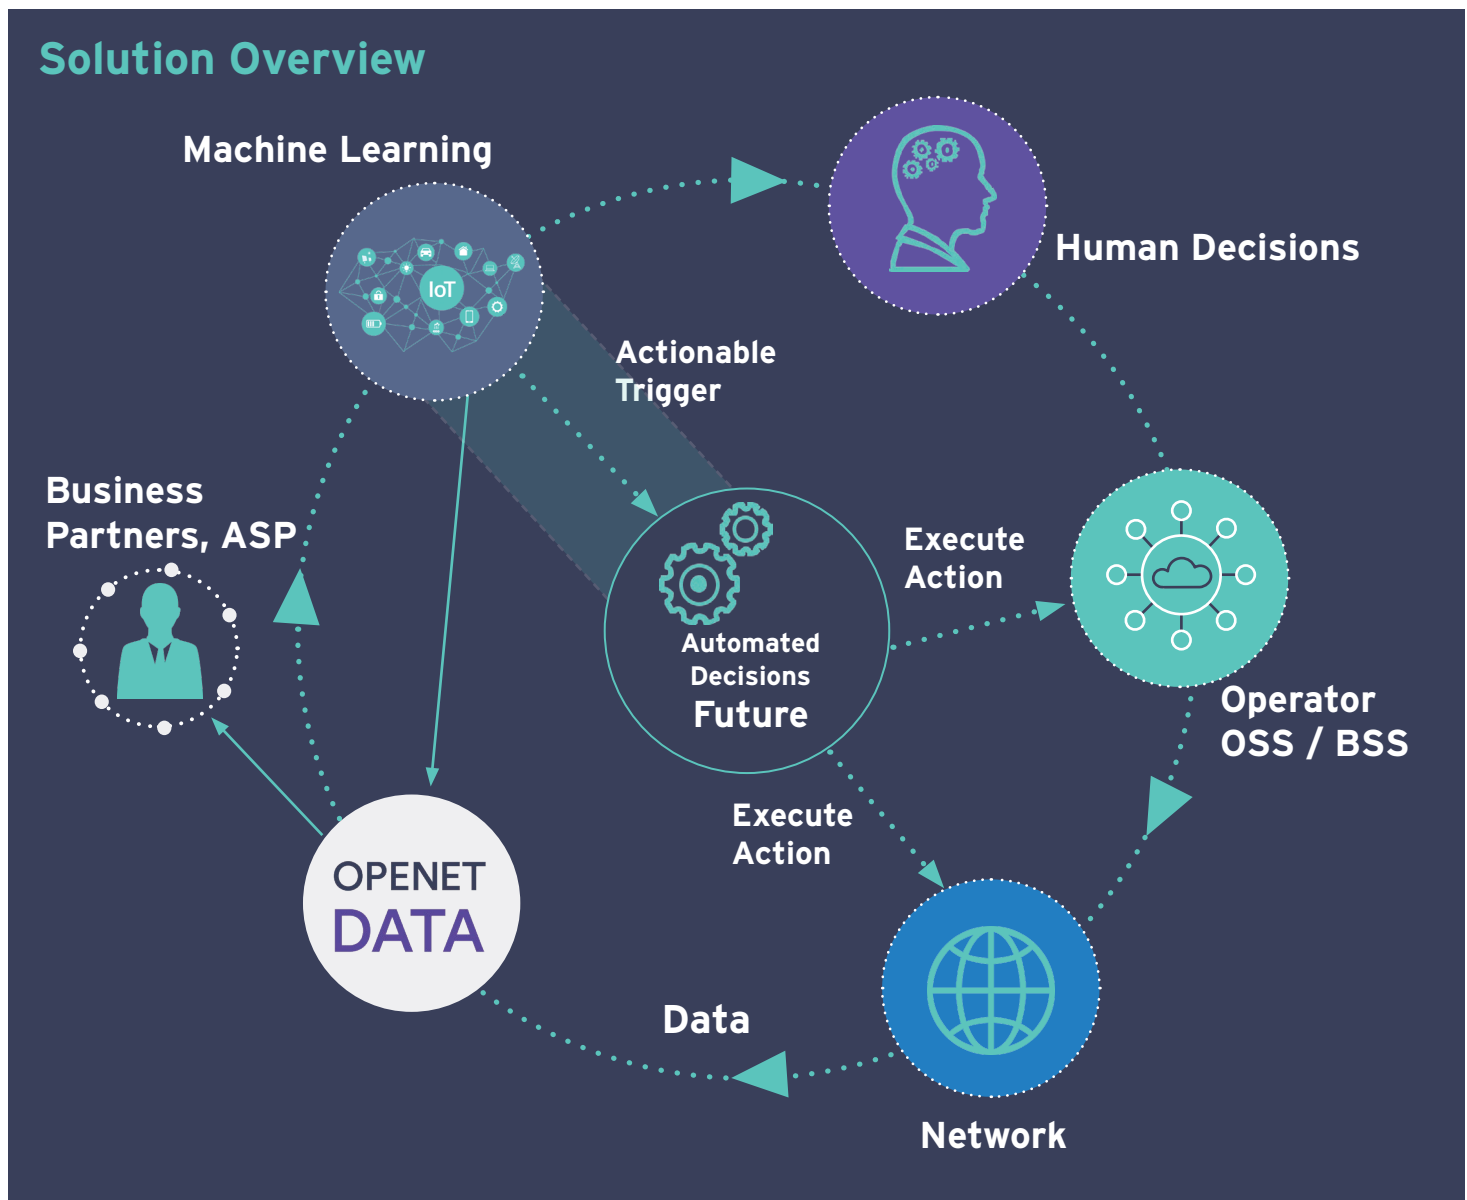 Solution Overview
Machine Learning
IoT
Human Decisions
Actionable
Trigger
Business
Partners, ASP
Execute
Action
Automated
Decisions
Future
Operator
OSS / BSS
Execute
Action
OPENET
DATA
Data
Network